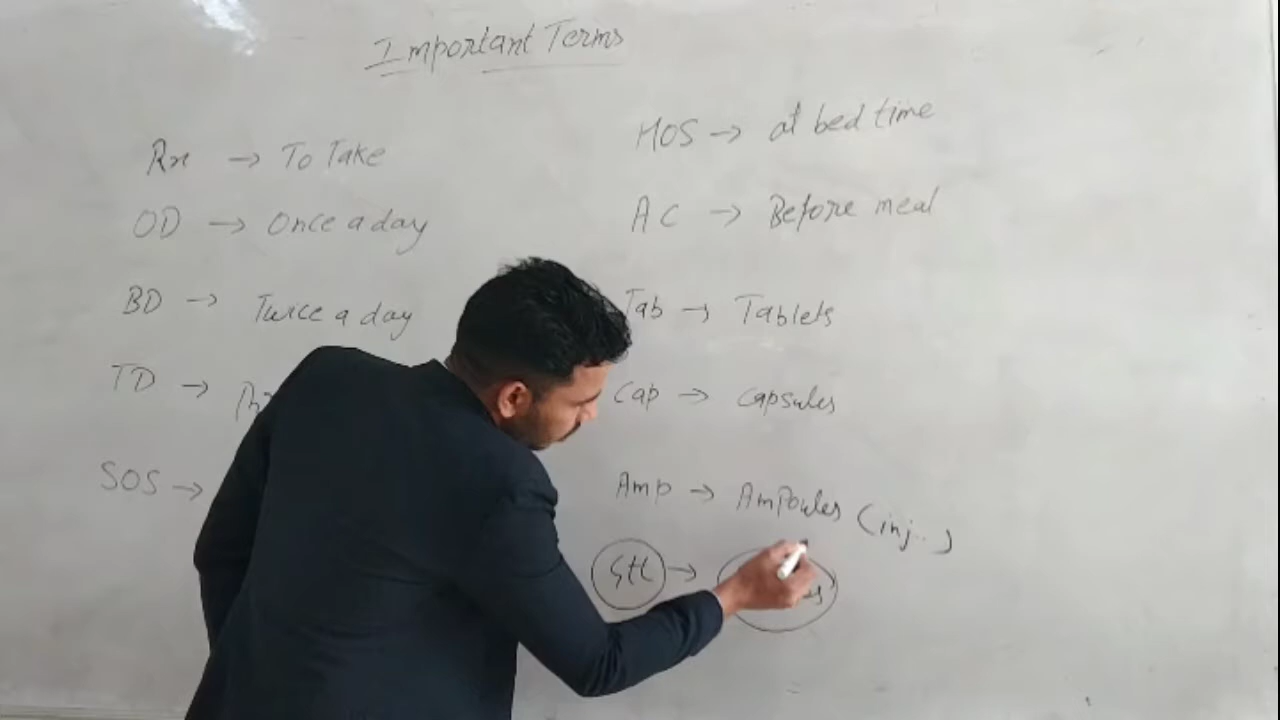 Important Terms
Rx → To Take
OD → Once a day
BD → Twice a day
TD →
SOS →
HOS → at bed time
AC → Before meal
Tab → Tablets
Cap → Capsules
Amp → Ampoules (inj..)
gtt →